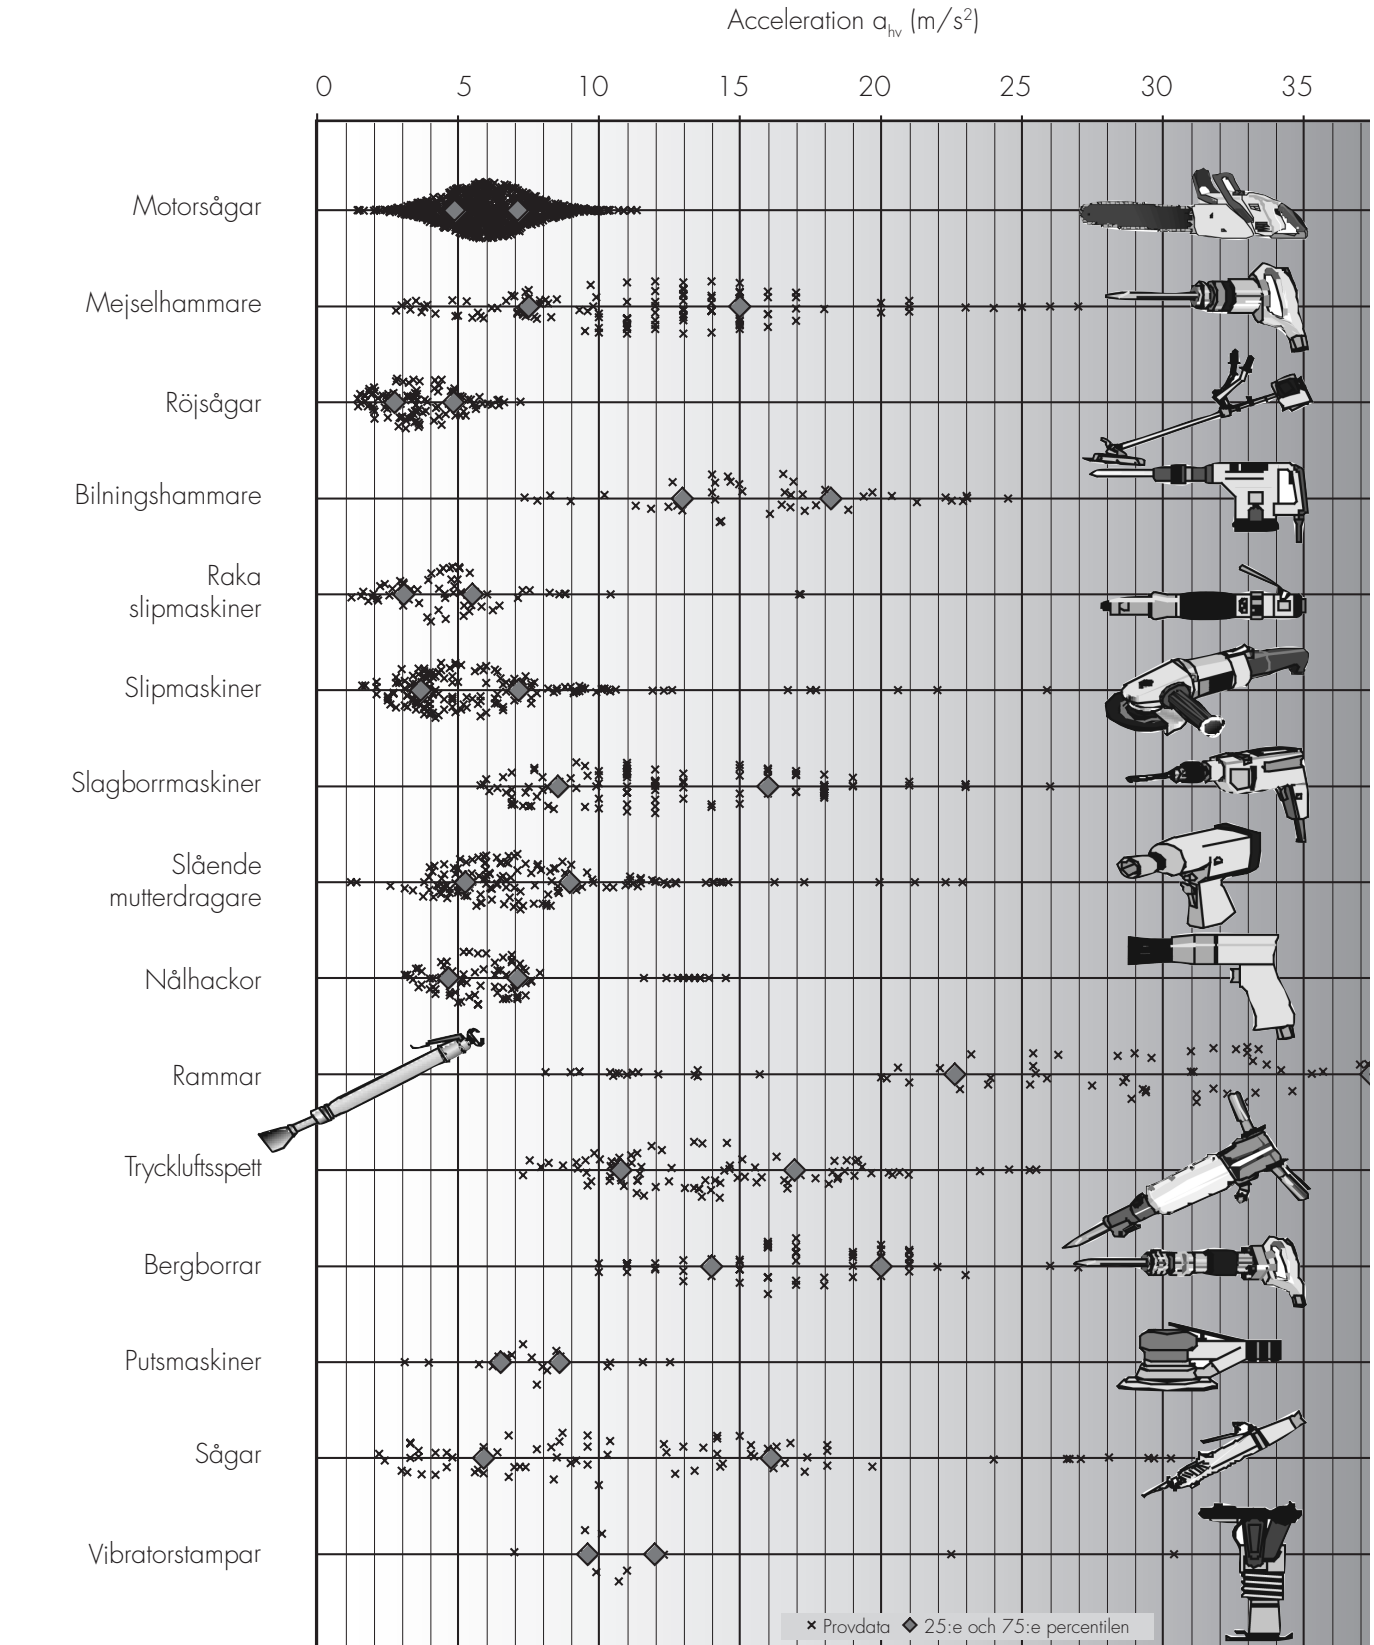 Acceleration a_hv (m/s²)
0 5 10 15 20 25 30 35
Motorsågar
Mejselhammare
Röjsågar
Bilningshammare
Raka
slipmaskiner
Slipmaskiner
Slagborrmaskiner
Slående
mutterdragare
Nålhackor
Rammar
Tryckluftsspett
Bergborrar
Putsmaskiner
Sågar
Vibratorstampar
Provdata 25:e och 75:e percentilen